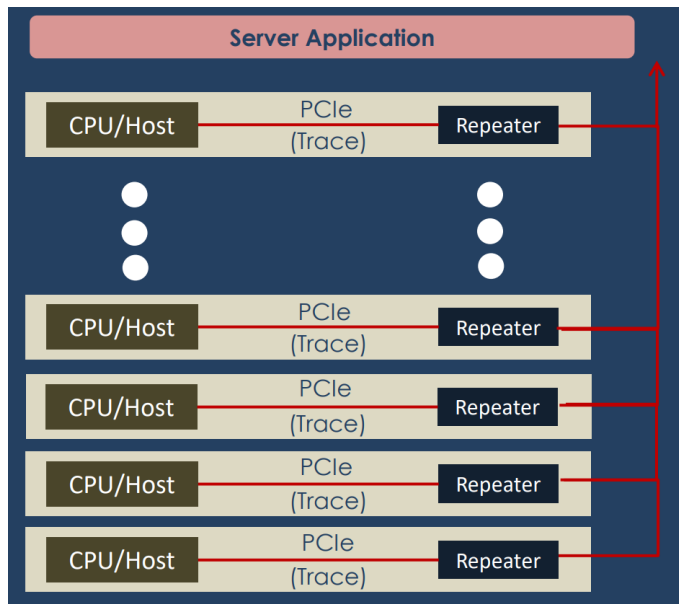 Server Application
PCIe
CPU/Host
Repeater
(Trace)
PCIe
CPU/Host
Repeater
(Trace)
PCIe
CPU/Host
Repeater
(Trace)
PCIe
CPU/Host
Repeater
(Trace)
PCIe
CPU/Host
Repeater
(Trace)